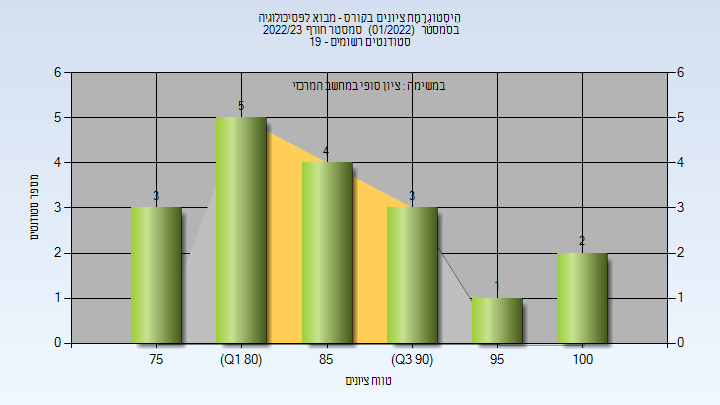 היסטוגרמת ציונים בקורס - מבוא לפסיכולוגיה
בסמסטר (01/2022) סמסטר חורף 2022/23
סטודנטים רשומים - 19
במשימה : ציון סופי במחשב המרכזי
6 6
5 5
4 4
3 3
2 2
1 1
0 0
3 5 4 3 1 2
מספר סטודנטים
75 (Q1 80) 85 (Q3 90) 95 100
טווח ציונים